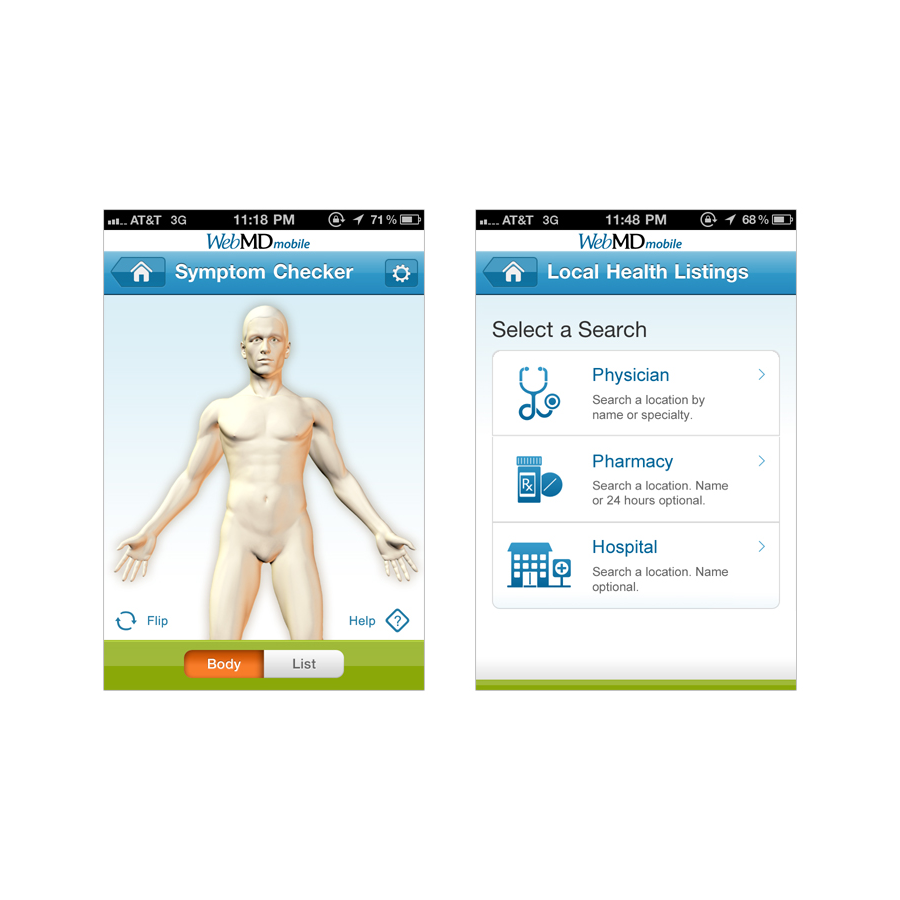 AT&T 3G 11:18 PM 71%
WebMD mobile
Symptom Checker
Flip
Help ?
Body List
AT&T 3G 11:48 PM 68%
WebMD mobile
Local Health Listings
Select a Search
Physician
Search a location by
name or specialty.
Rx
Pharmacy
Search a location. Name
or 24 hours optional.
Hospital
Search a location. Name
optional.